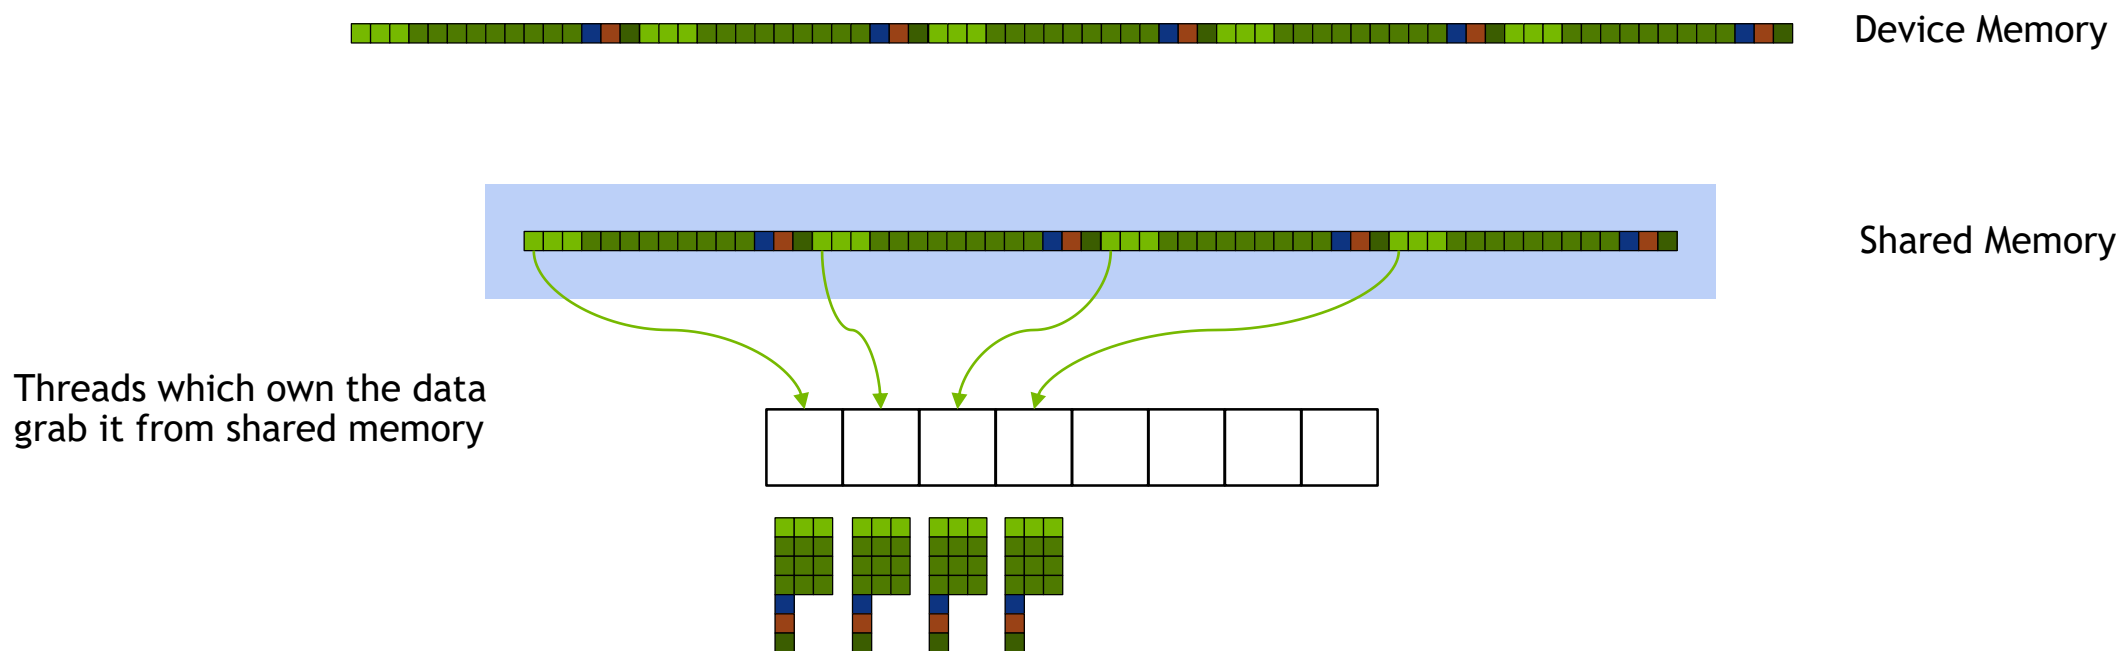 Device Memory
Shared Memory
Threads which own the data
grab it from shared memory